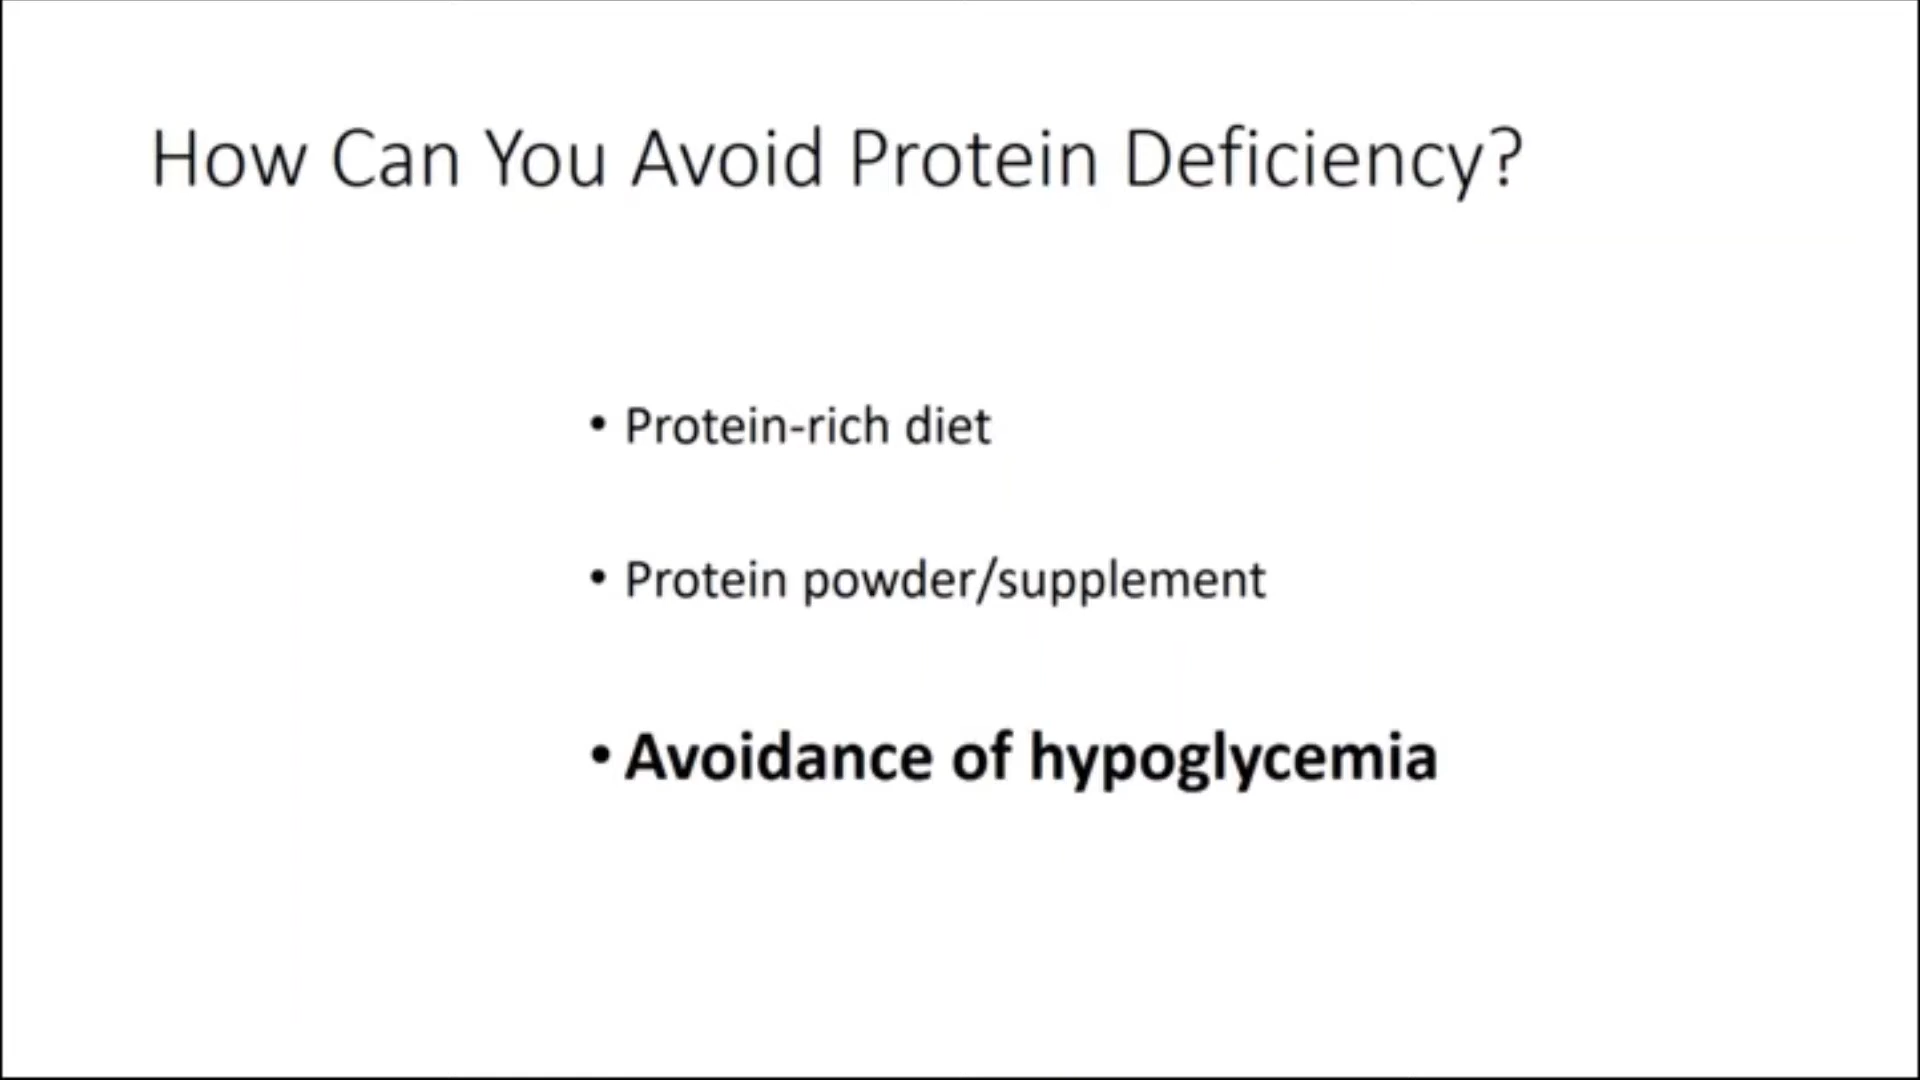 How Can You Avoid Protein Deficiency?
• Protein-rich diet
• Protein powder/supplement
• Avoidance of hypoglycemia